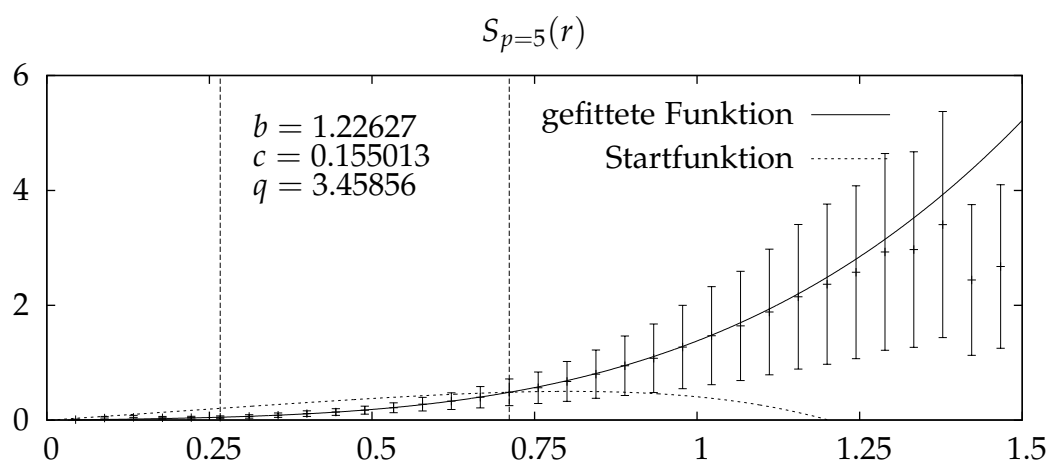 S_{p=5}(r)
6
4
2
0
b = 1.22627
c = 0.155013
q = 3.45856
gefittete Funktion
Startfunktion
0 0.25 0.5 0.75 1 1.25 1.5